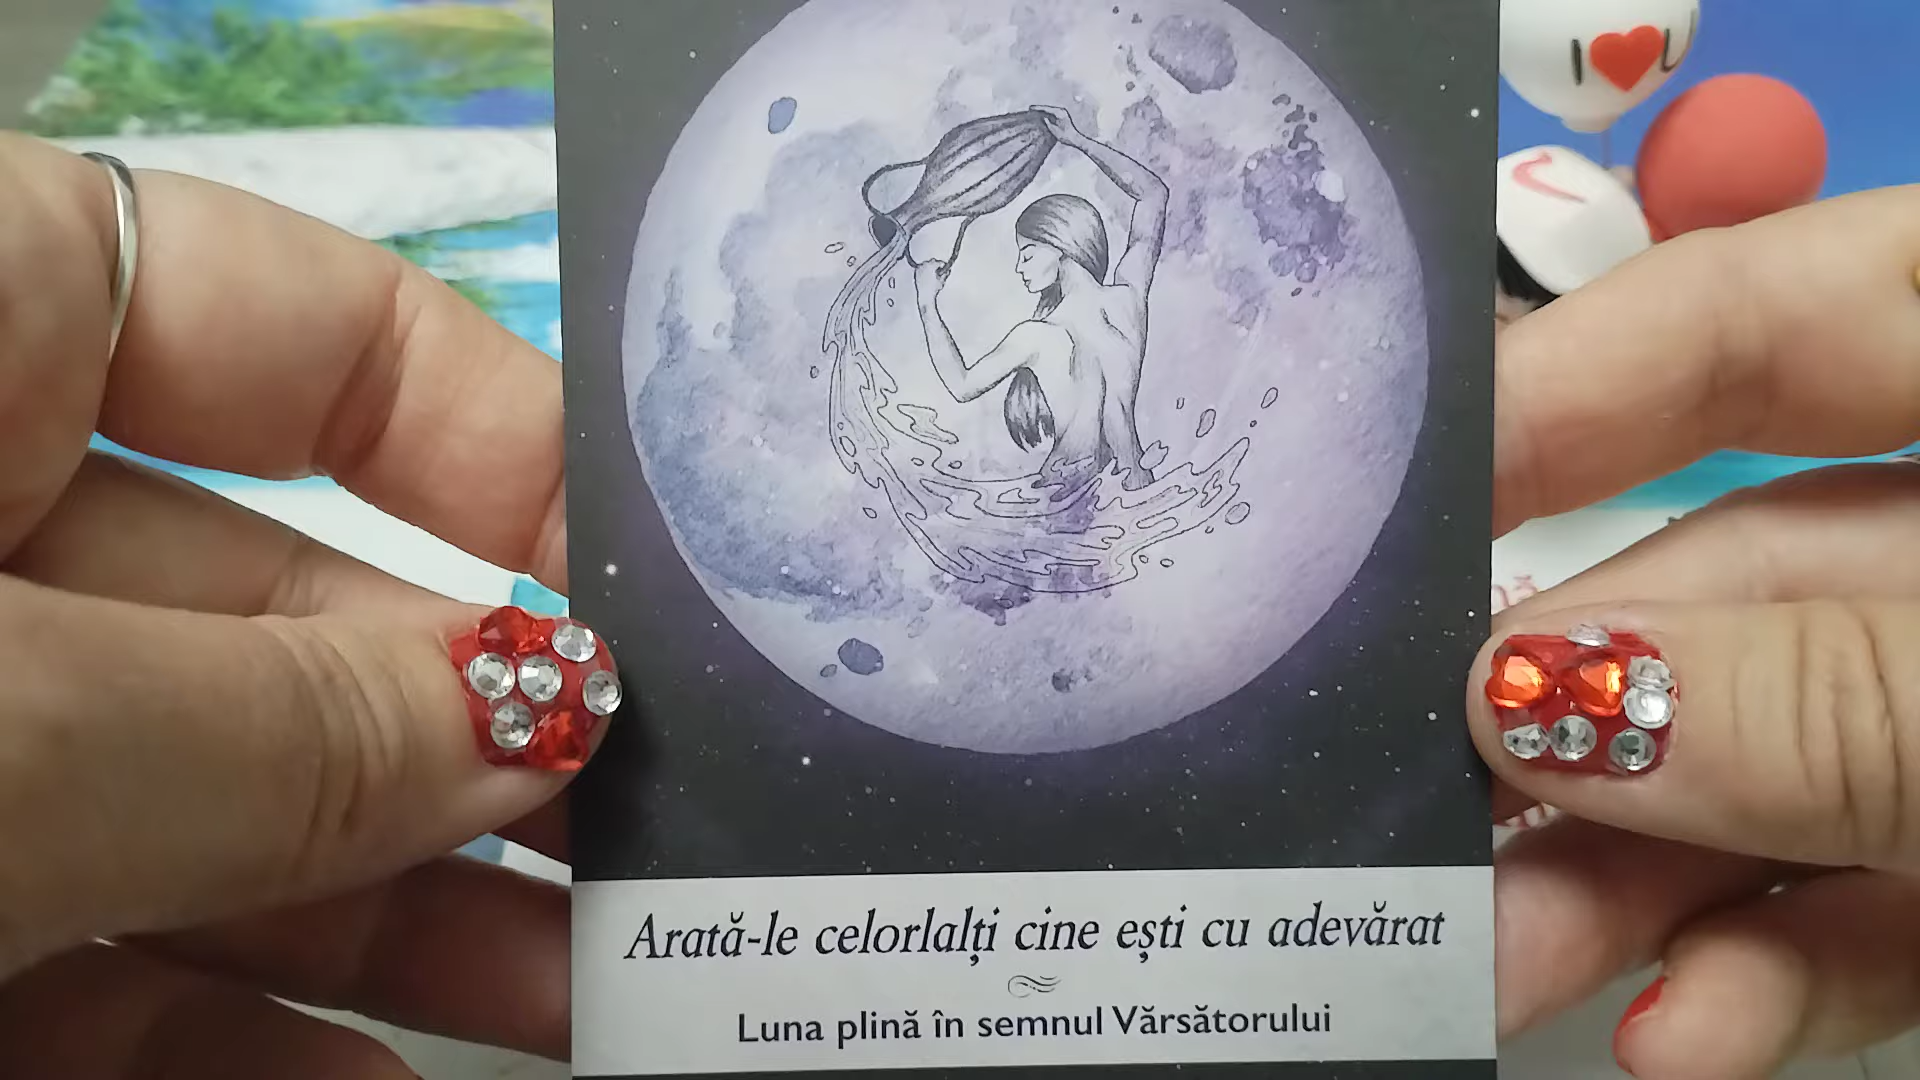 I ❤ U
Arată-le celorlalți cine ești cu adevărat
Luna plină în semnul Vărsătorului